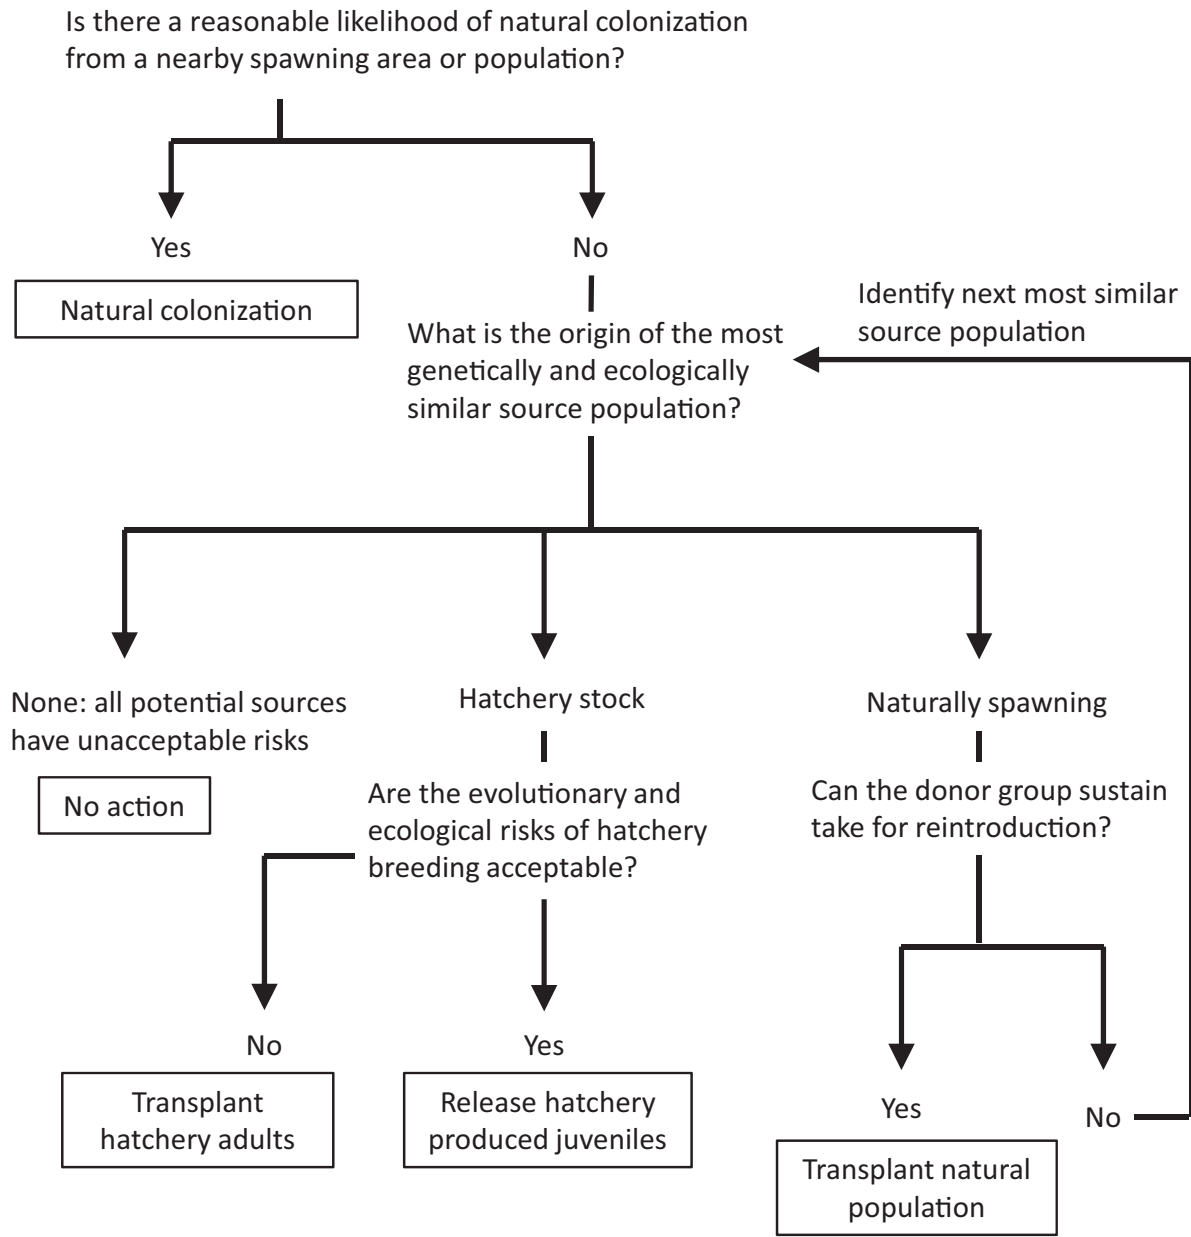 Is there a reasonable likelihood of natural colonization
from a nearby spawning area or population?
Yes
No
Natural colonization
Identify next most similar
source population
What is the origin of the most
genetically and ecologically
similar source population?
None: all potential sources
have unacceptable risks
No action
Hatchery stock
Are the evolutionary and
ecological risks of hatchery
breeding acceptable?
Naturally spawning
Can the donor group sustain
take for reintroduction?
No
Transplant
hatchery adults
Yes
Release hatchery
produced juveniles
Yes
Transplant natural
population
No